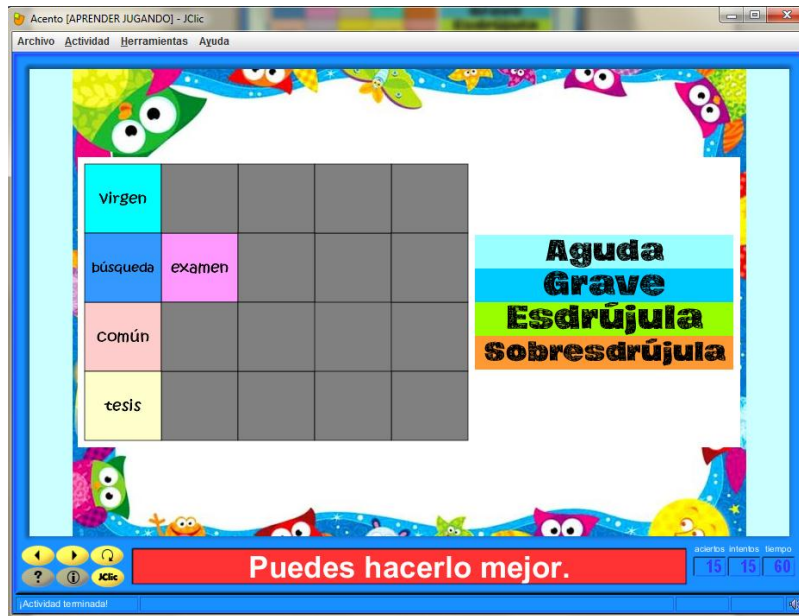 Acento [APRENDER JUGANDO] - JClic
Archivo Actividad Herramientas Ayuda
virgen
búsqueda examen
común
tesis
Aguda
Grave
Esdrújula
Sobresdrújula
Puedes hacerlo mejor.
aciertos intentos tiempo
15 15 60
? i JClic
¡Actividad terminada!